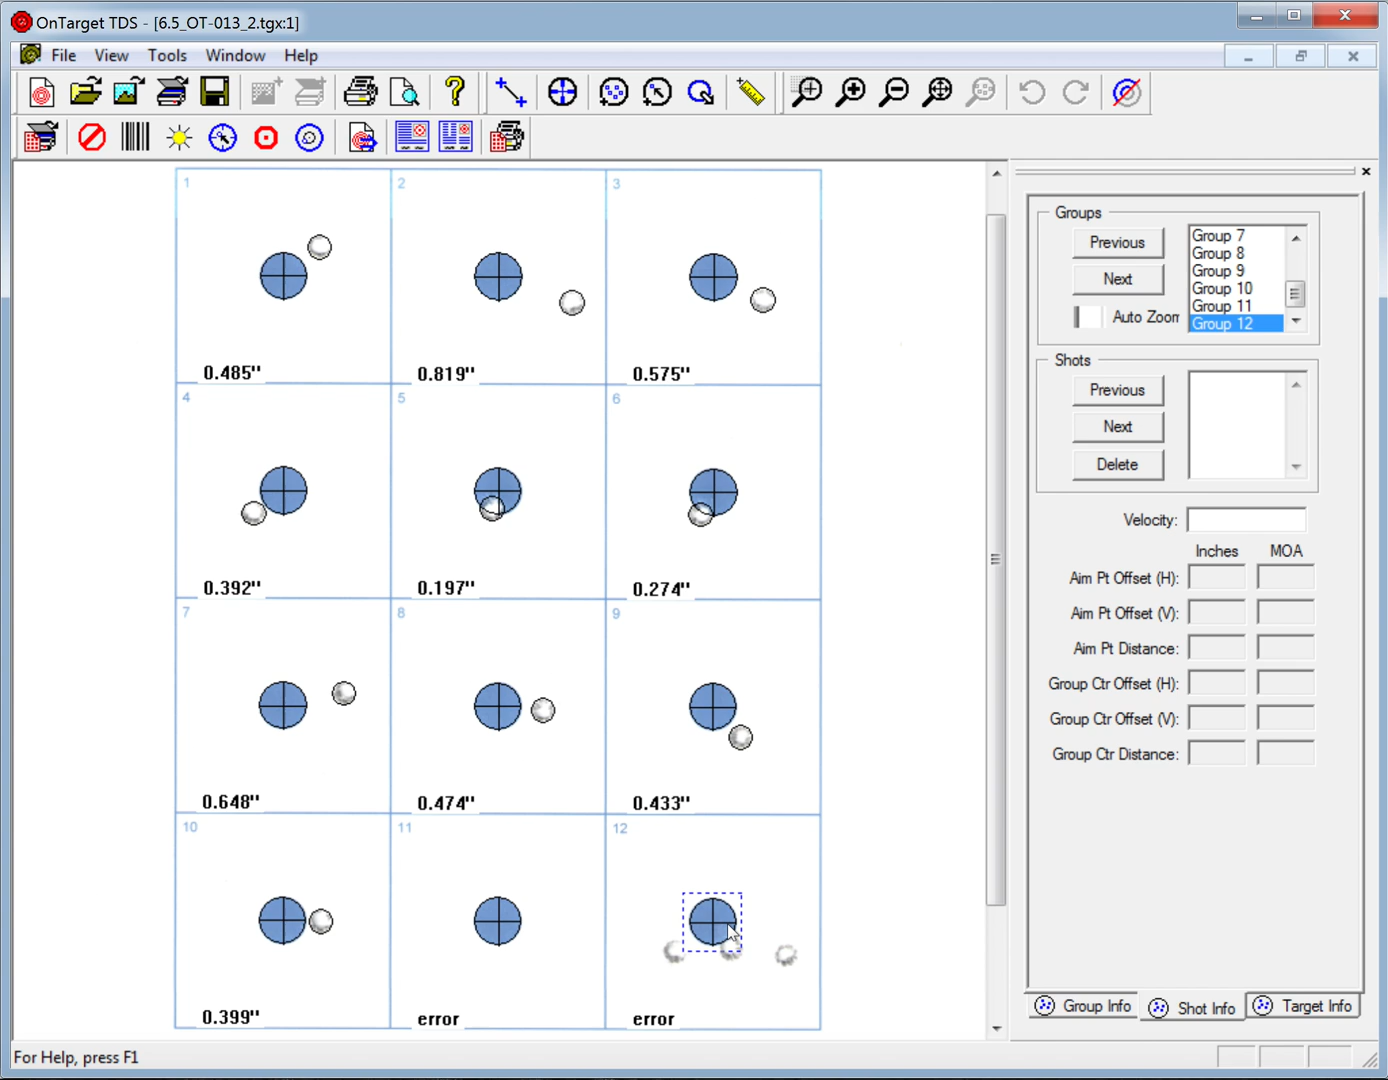 OnTarget TDS - [6.5_OT-013_2.tgx:1]
File View Tools Window Help
1 2 3
0.485" 0.819" 0.575"
4 5 6
0.392" 0.197" 0.274"
7 8 9
0.648" 0.474" 0.433"
10 11 12
0.399" error error
Groups
Previous
Next
Auto Zoom
Group 7
Group 8
Group 9
Group 10
Group 11
Group 12
Shots
Previous
Next
Delete
Velocity:
Inches MOA
Aim Pt Offset (H):
Aim Pt Offset (V):
Aim Pt Distance:
Group Ctr Offset (H):
Group Ctr Offset (V):
Group Ctr Distance:
Group Info Shot Info Target Info
For Help, press F1